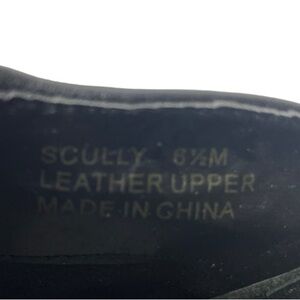 SCULLY 6½M
LEATHER UPPER
MADE IN CHINA